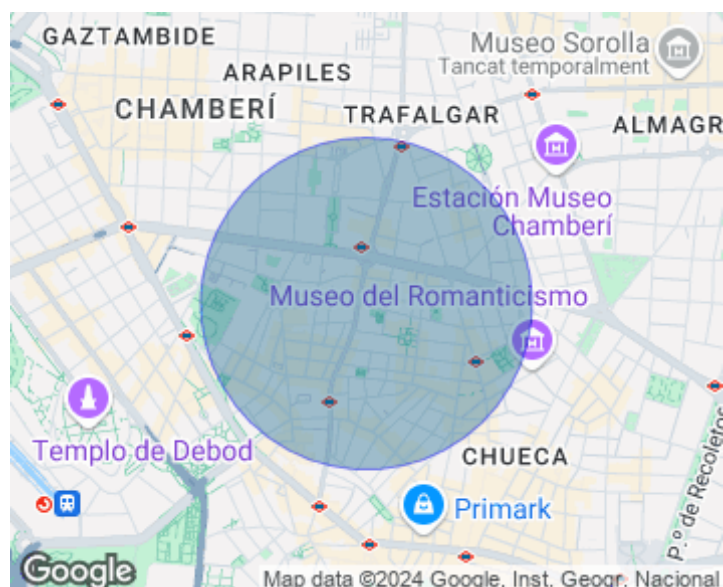 GAZTAMBIDE
Museo Sorolla
Tancat temporalment
ARAPILES
CHAMBERÍ
TRAFALGAR
ALMAGR
Estación Museo
Chamberí
Museo del Romanticismo
Templo de Debod
CHUECA
Primark
P.º de Recoletos
Google
Map data ©2024 Google, Inst. Geogr. Nacional